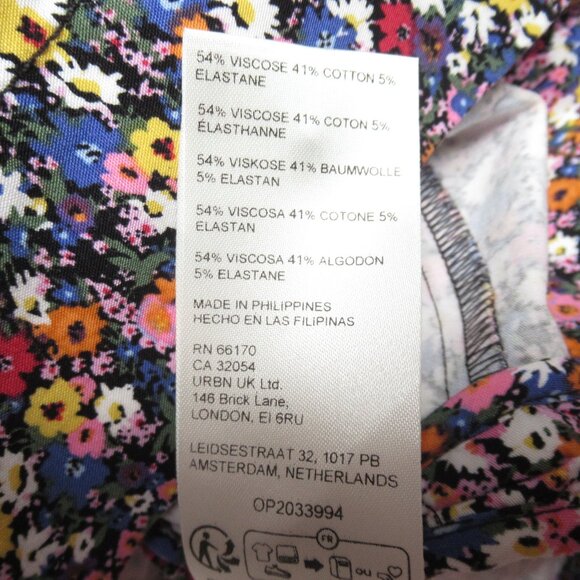 54% VISCOSE 41% COTTON 5%
ELASTANE
54% VISCOSE 41% COTON 5%
ÉLASTHANNE
54% VISKOSE 41% BAUMWOLLE
5% ELASTAN
54% VISCOSA 41% COTONE 5%
ELASTAN
54% VISCOSA 41% ALGODON
5% ELASTANE
MADE IN PHILIPPINES
HECHO EN LAS FILIPINAS
RN 66170
CA 32054
URBN UK Ltd.
146 Brick Lane,
LONDON, EI 6RU
LEIDSESTRAAT 32, 1017 PB
AMSTERDAM, NETHERLANDS
OP2033994
FR
OU